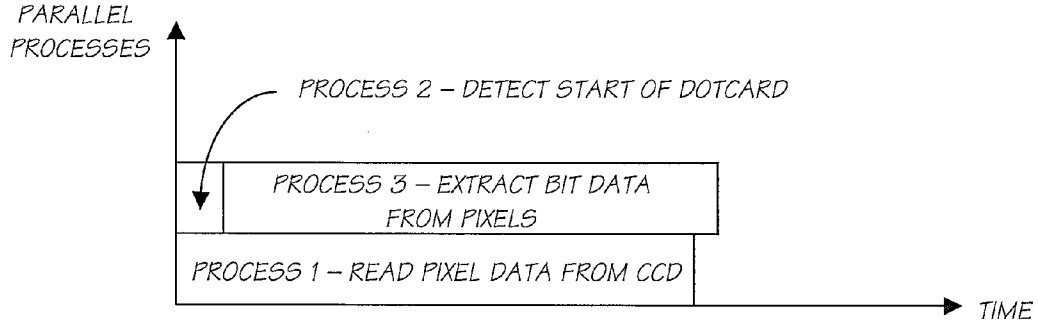 PARALLEL
PROCESSES
PROCESS 2 – DETECT START OF DOTCARD
PROCESS 3 – EXTRACT BIT DATA
FROM PIXELS
PROCESS 1 – READ PIXEL DATA FROM CCD
TIME